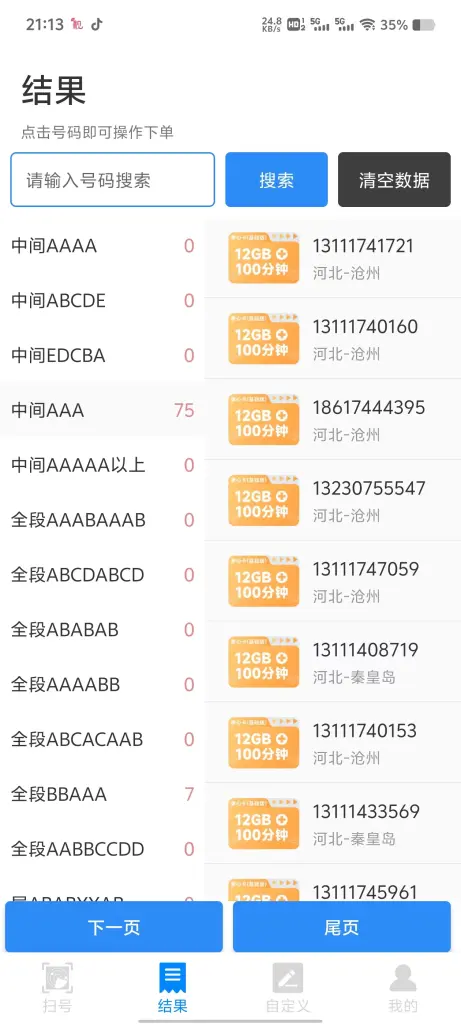 21:13
24.8 KB/s HD 1 2 5G 5G 35%
结果
点击号码即可操作下单
请输入号码搜索
搜索
清空数据
中间AAAA 0
中间ABCDE 0
中间EDCBA 0
中间AAA 75
中间AAAAA以上 0
全段AAABAAAB 0
全段ABCDABCD 0
全段ABABAB 0
全段AAAABB 0
全段ABCACAAB 0
全段BBAAA 7
全段AABBCCDD 0
12GB
100分钟
13111741721
河北-沧州
12GB
100分钟
13111740160
河北-沧州
12GB
100分钟
18617444395
河北-沧州
12GB
100分钟
13230755547
河北-沧州
12GB
100分钟
13111747059
河北-沧州
12GB
100分钟
13111408719
河北-秦皇岛
12GB
100分钟
13111740153
河北-沧州
12GB
100分钟
13111433569
河北-秦皇岛
13111745961
下一页
尾页
扫号
结果
自定义
我的